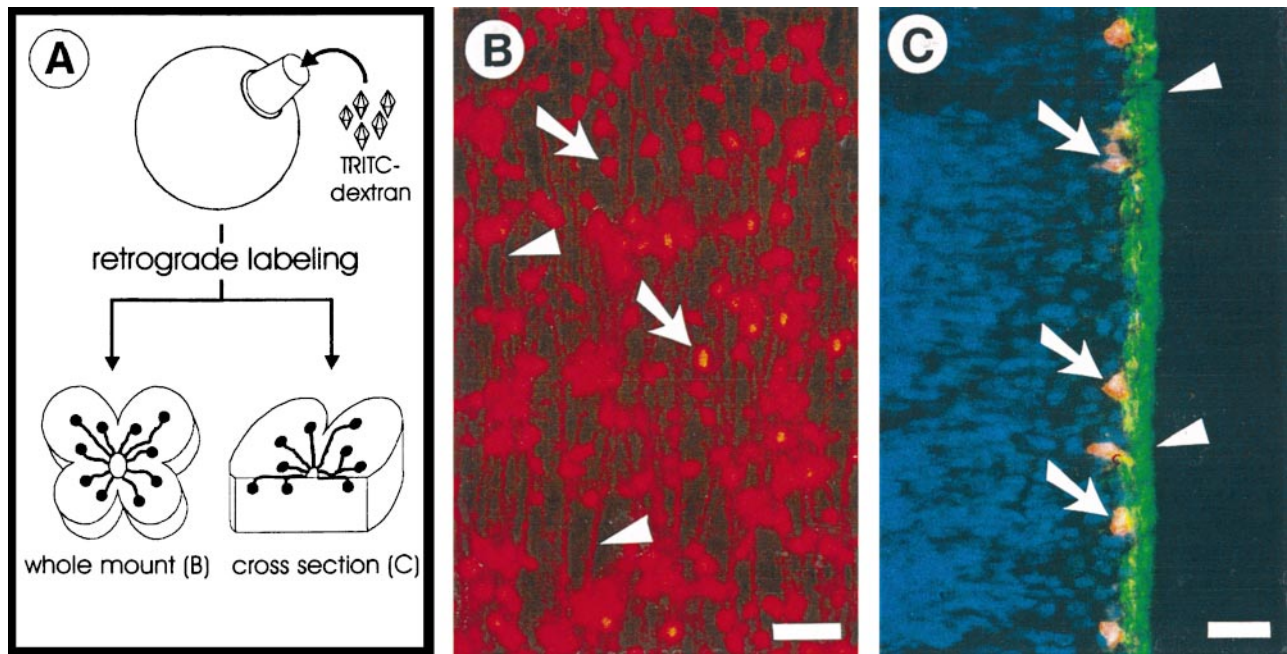 A
TRITC-
dextran
retrograde labeling
whole mount (B)
cross section (C)
B
C